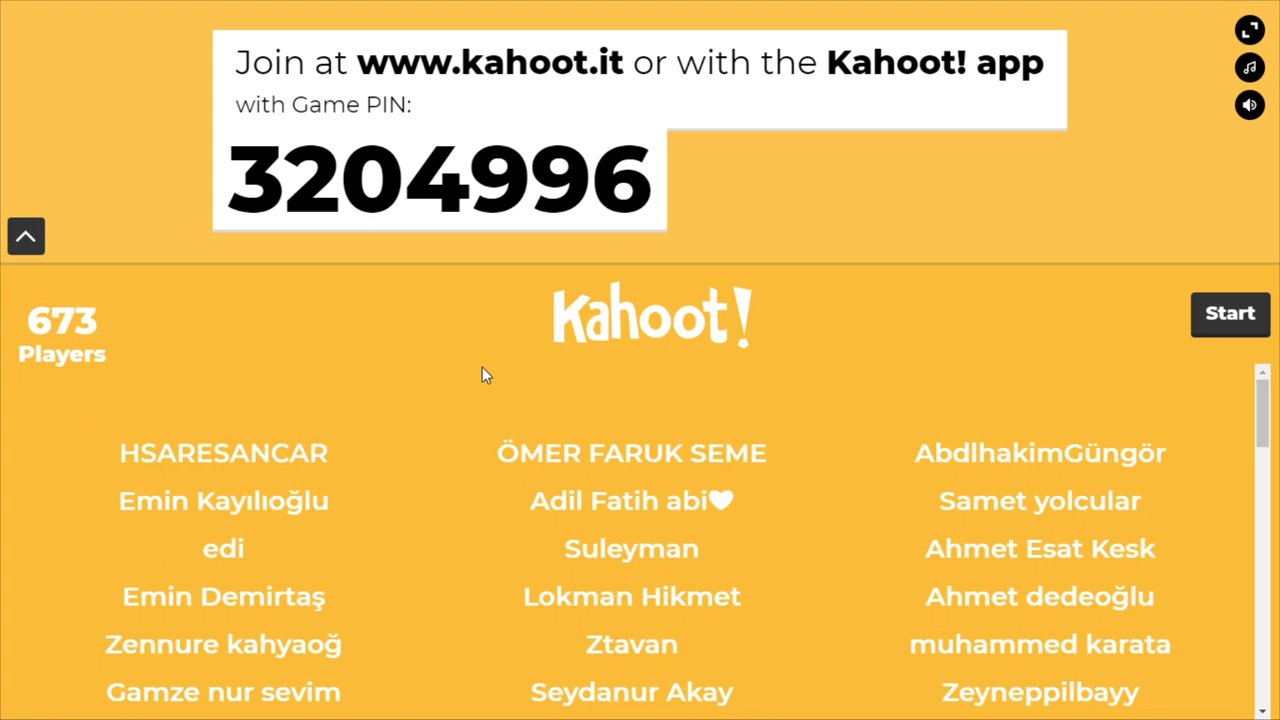 Join at www.kahoot.it or with the Kahoot! app
with Game PIN:
3204996
673
Players
Kahoot!
Start
HSARESANCAR
ÖMER FARUK SEME
AbdlhakimGüngör
Emin Kayılıoğlu
Adil Fatih abi♥
Samet yolcular
edi
Suleyman
Ahmet Esat Kesk
Emin Demirtaş
Lokman Hikmet
Ahmet dedeoğlu
Zennure kahyaoğ
Ztavan
muhammed karata
Gamze nur sevim
Seydanur Akay
Zeyneppilbayy